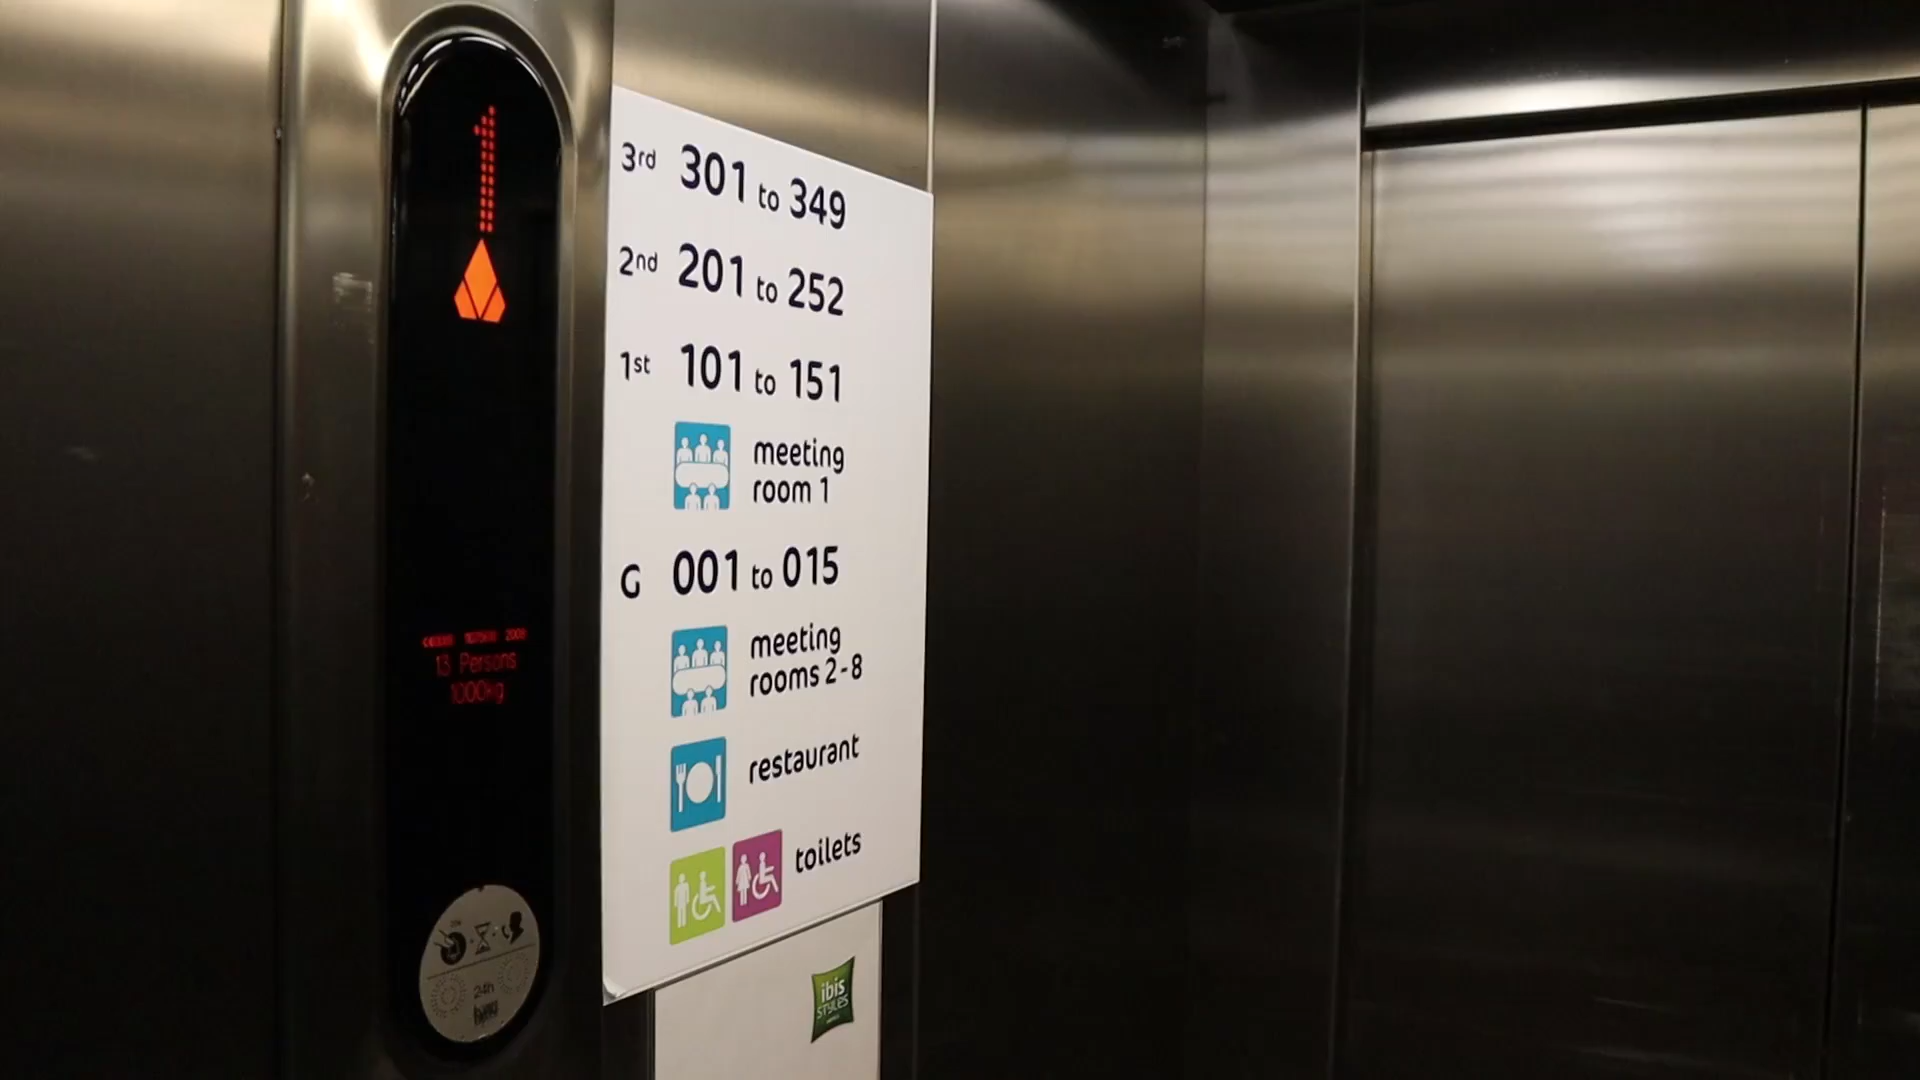 1
3rd 301 to 349
2nd 201 to 252
1st 101 to 151
meeting
room 1
G 001 to 015
meeting
rooms 2-8
restaurant
toilets
13 Persons
1000kg
24h
ibis
STYLES